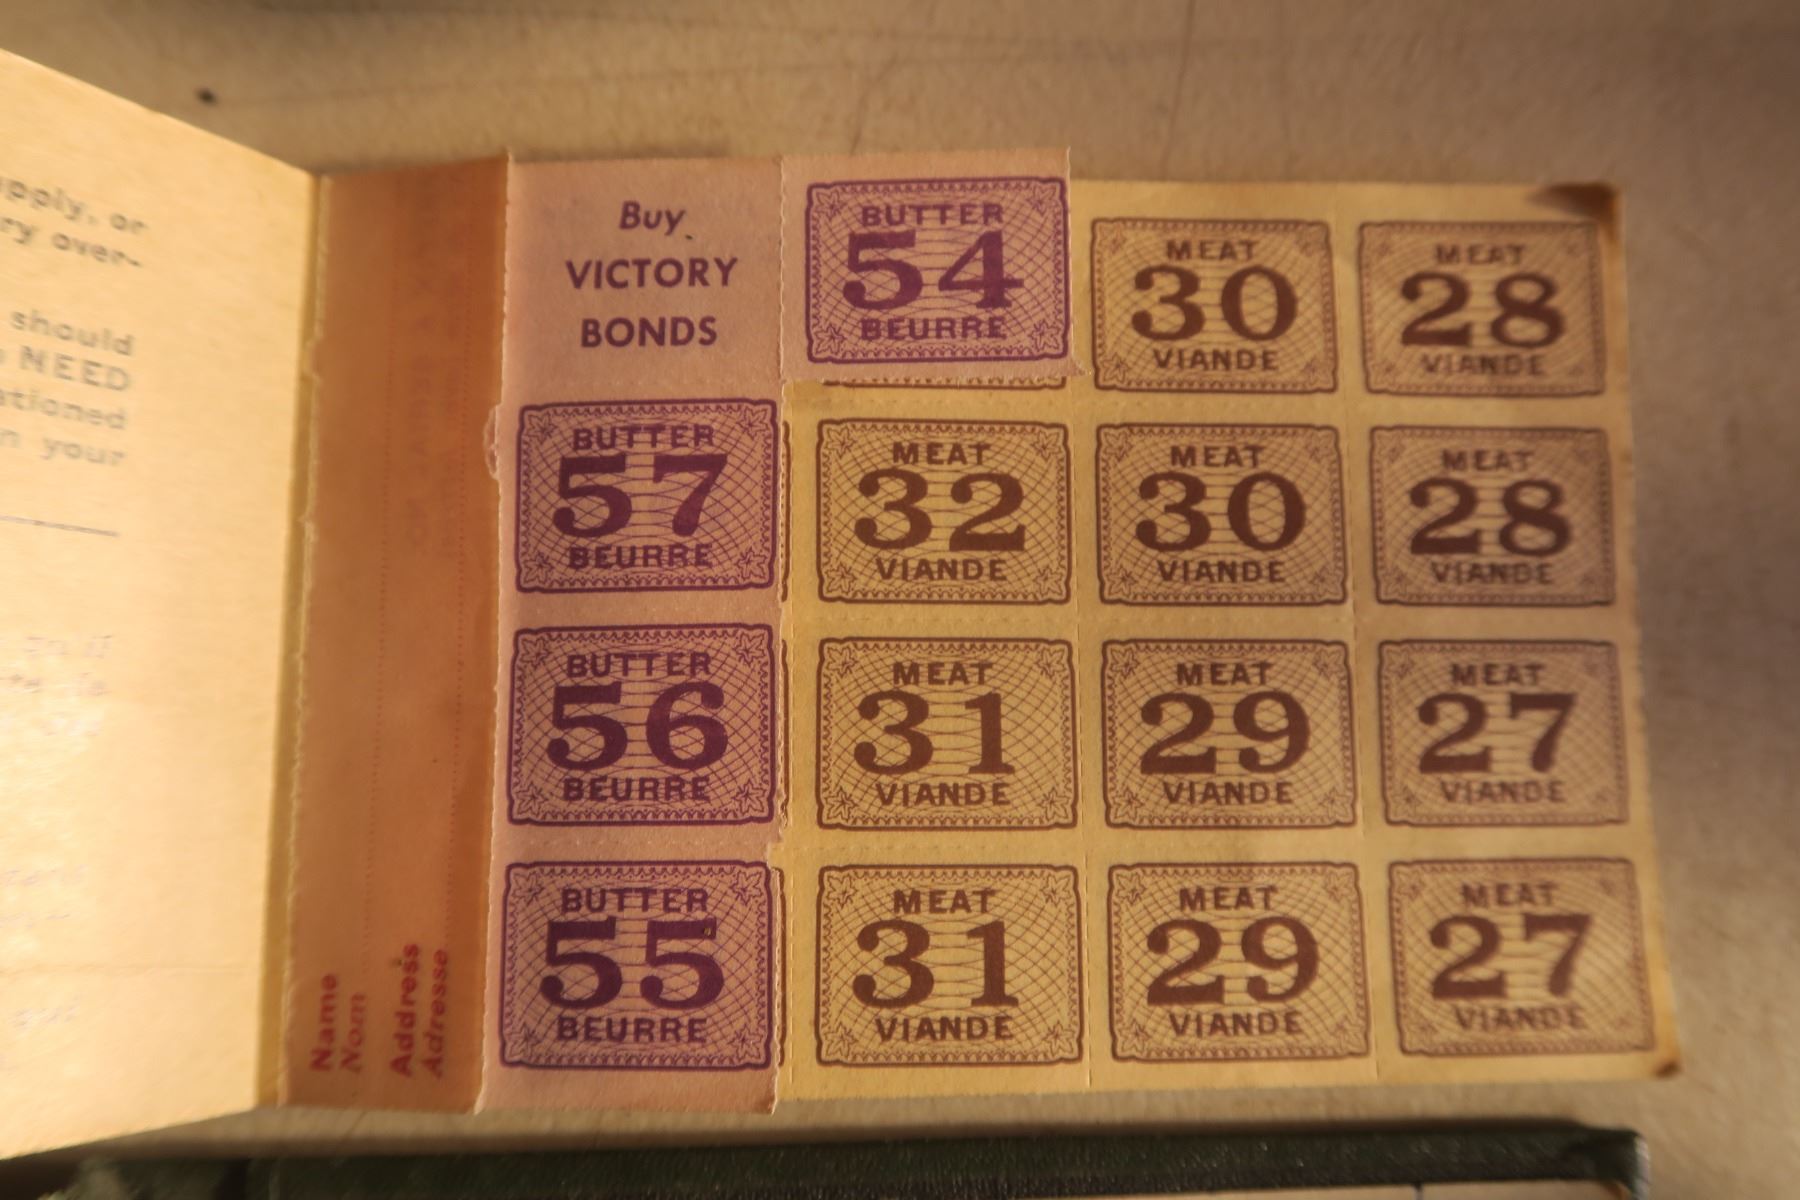 pply, or
ry over-
should
NEED
ationed
n your
Name
Nom
Address
Adresse
Buy
VICTORY
BONDS
BUTTER
54
BEURRE
MEAT
30
VIANDE
MEAT
28
VIANDE
BUTTER
57
BEURRE
MEAT
32
VIANDE
MEAT
30
VIANDE
MEAT
28
VIANDE
BUTTER
56
BEURRE
MEAT
31
VIANDE
MEAT
29
VIANDE
MEAT
27
VIANDE
BUTTER
55
BEURRE
MEAT
31
VIANDE
MEAT
29
VIANDE
MEAT
27
VIANDE